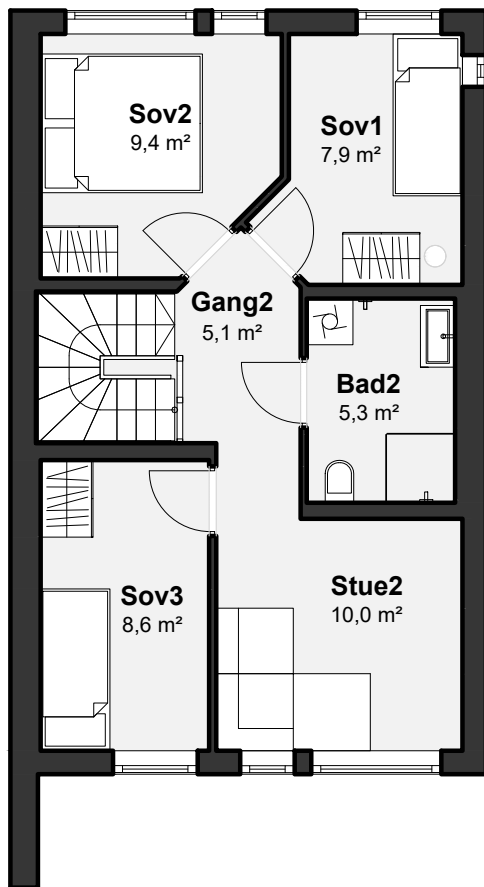 Sov2
9,4 m²
Sov1
7,9 m²
Gang2
5,1 m²
Bad2
5,3 m²
Sov3
8,6 m²
Stue2
10,0 m²